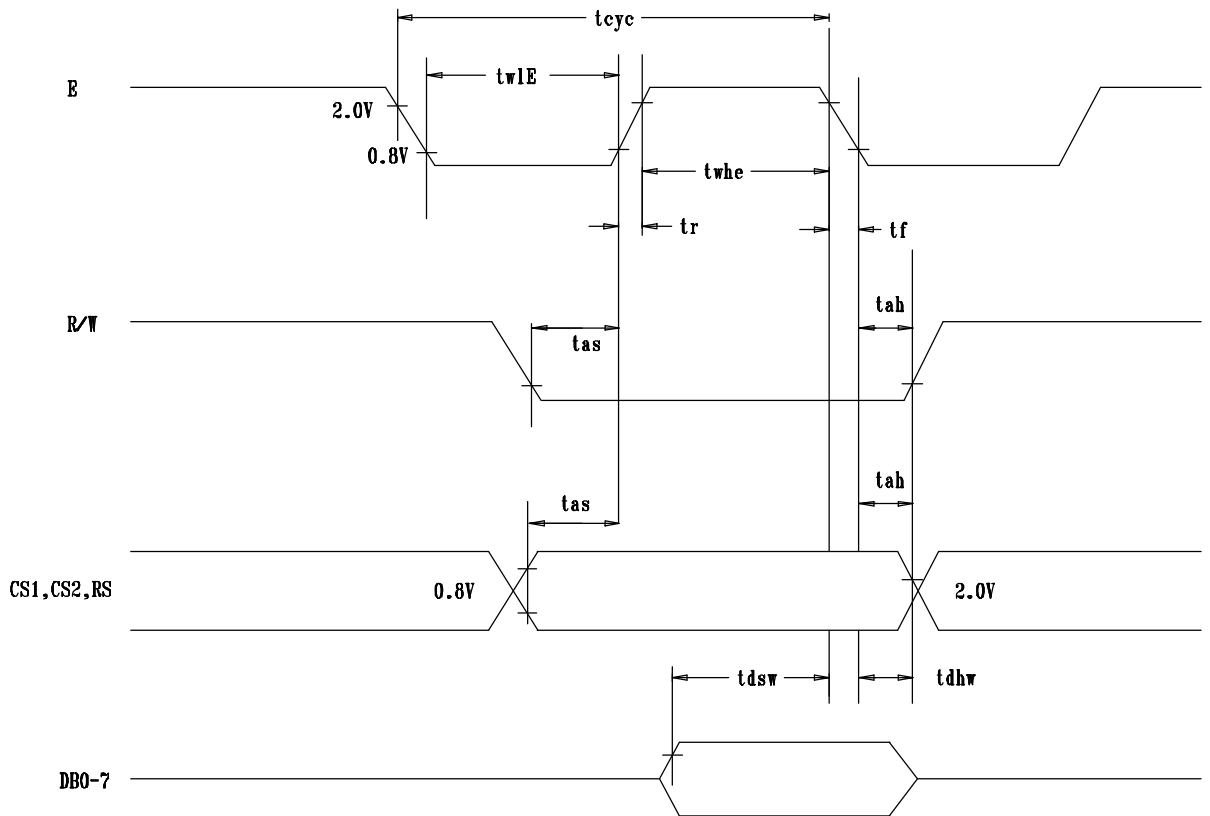 tcyc
twlE
E
2.0V
0.8V
twhe
tr
tf
tah
R/W
tas
tah
tas
CS1,CS2,RS
0.8V
2.0V
tdsw
tdhw
DB0-7